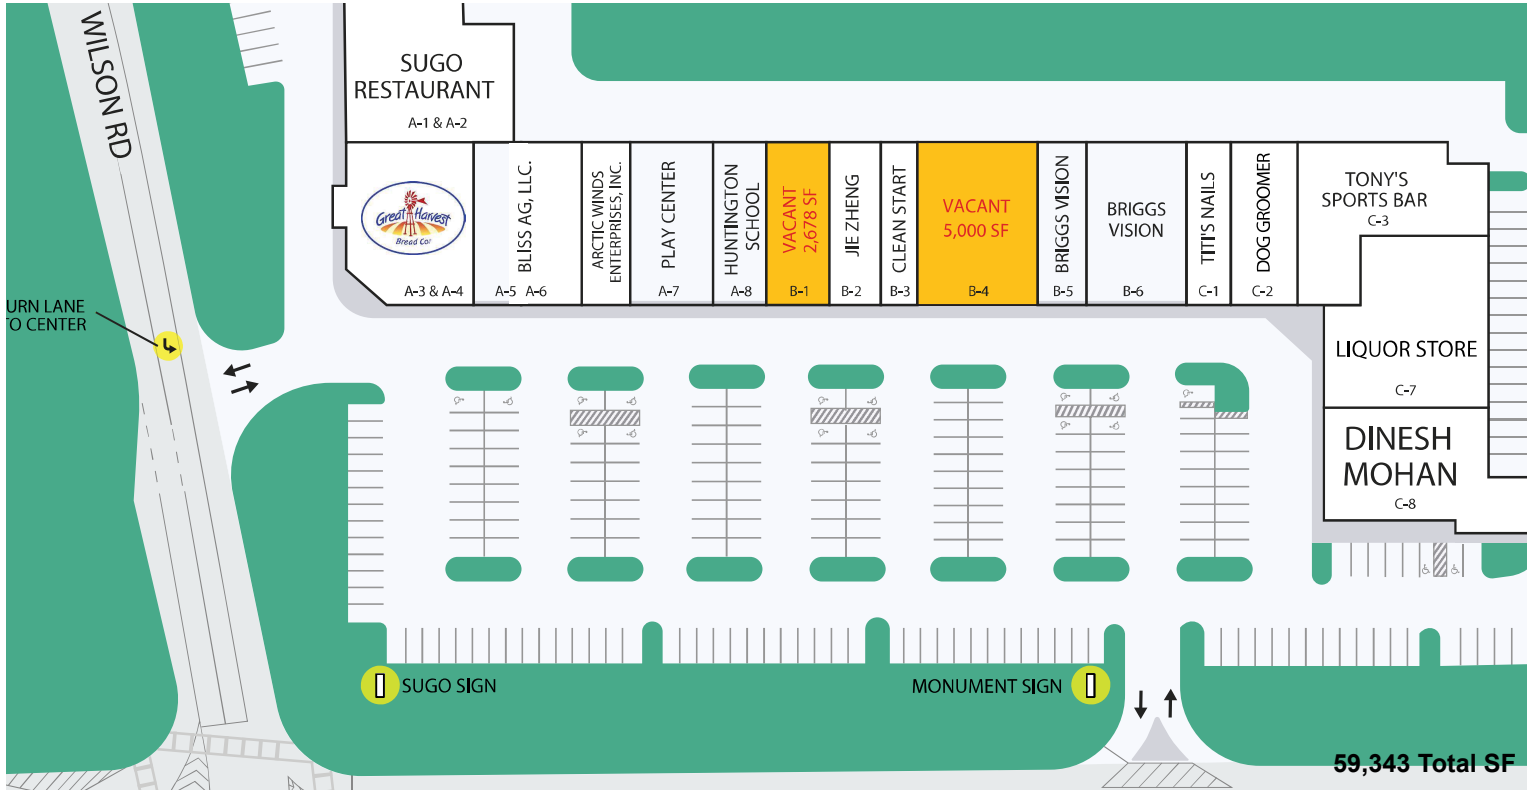 WILSON RD
SUGO
RESTAURANT
A-1 & A-2
Great Harvest
Bread Co.
A-3 & A-4
BLISS AG, LLC.
A-5
A-6
ARCTIC WINDS
ENTERPRISES, INC.
PLAY CENTER
A-7
HUNTINGTON
SCHOOL
A-8
VACANT
2,678 SF
B-1
JIE ZHENG
B-2
CLEAN START
B-3
VACANT
5,000 SF
B-4
BRIGGS VISION
B-5
BRIGGS
VISION
B-6
TITI'S NAILS
C-1
DOG GROOMER
C-2
TONY'S
SPORTS BAR
C-3
LIQUOR STORE
C-7
DINESH
MOHAN
C-8
URN LANE
TO CENTER
SUGO SIGN
MONUMENT SIGN
59,343 Total SF